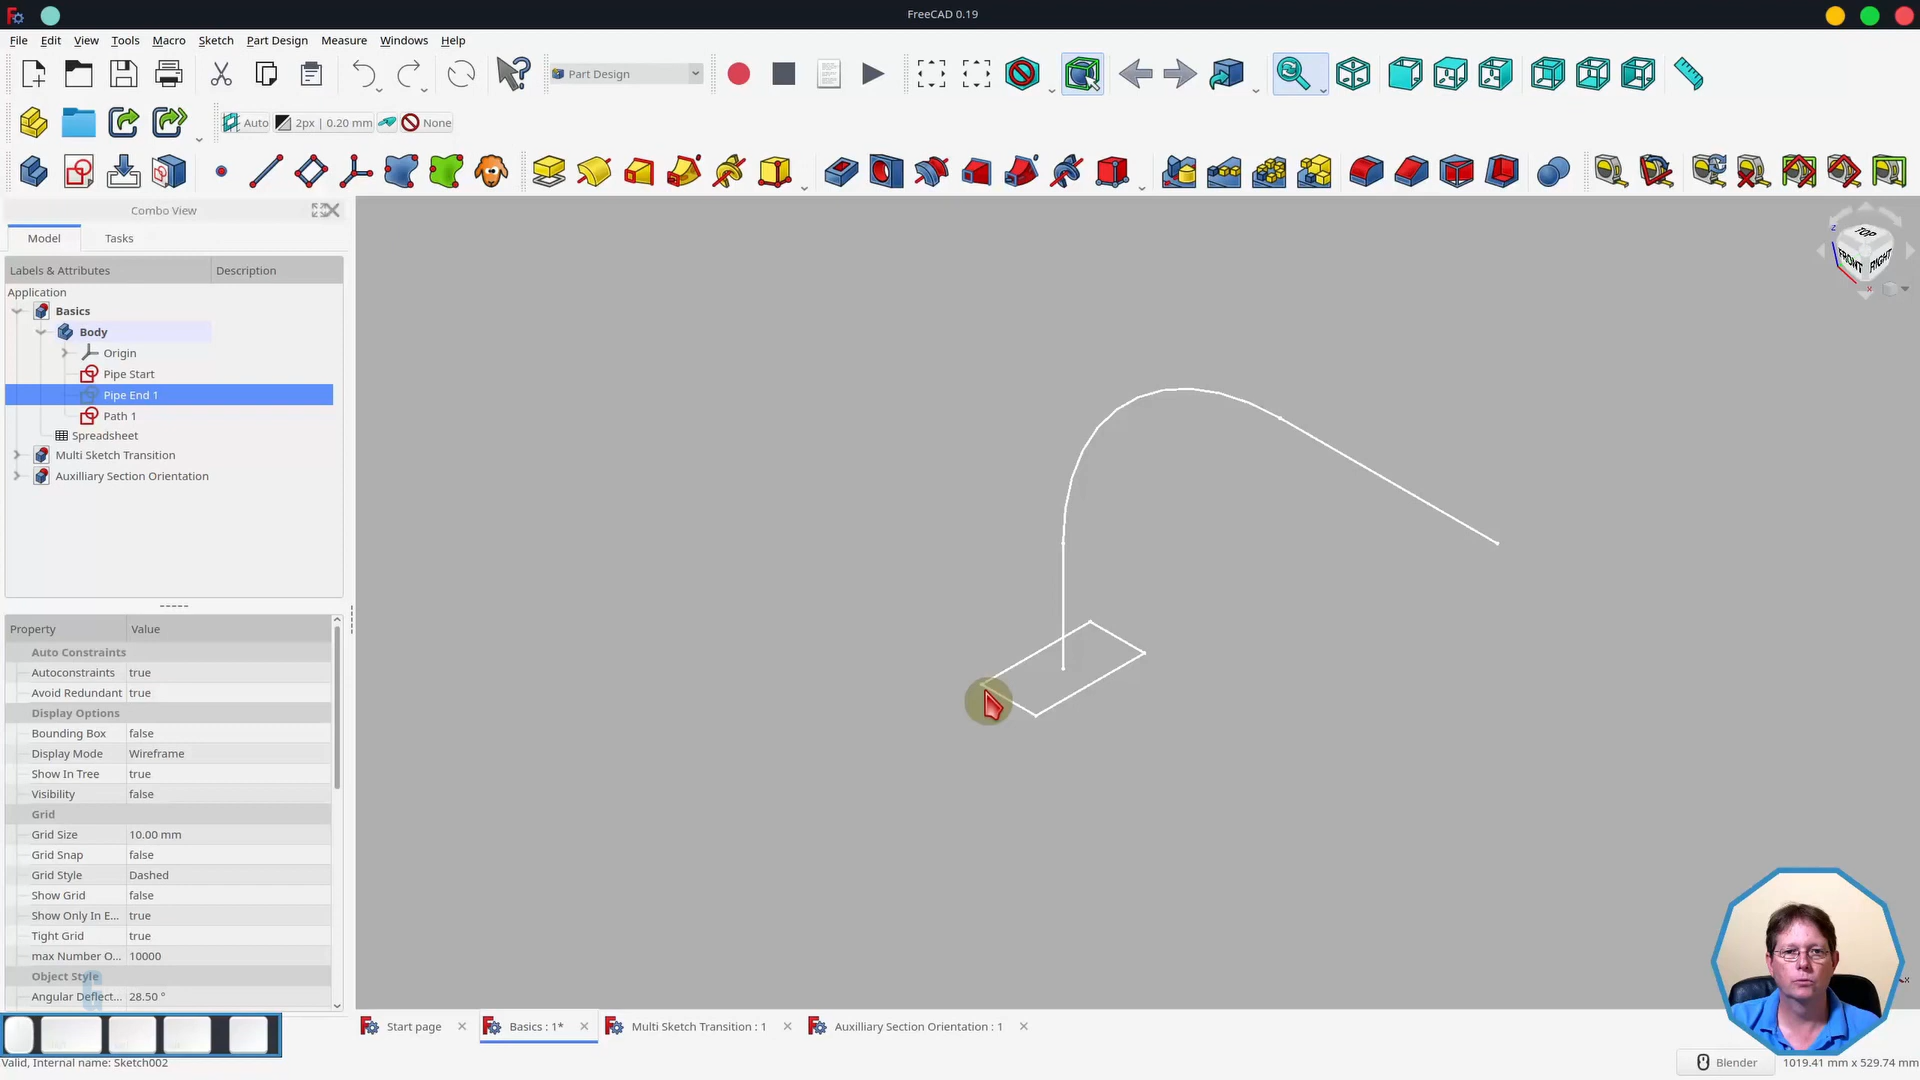 FreeCAD 0.19
File Edit View Tools Macro Sketch Part Design Measure Windows Help
Part Design
Auto 2px | 0.20 mm None
Combo View
Model Tasks
Labels & Attributes Description
Application
Basics
Body
Origin
Pipe Start
Pipe End 1
Path 1
Spreadsheet
Multi Sketch Transition
Auxilliary Section Orientation
TOP
FRONT RIGHT
Z
X
Property Value
Auto Constraints
Autoconstraints true
Avoid Redundant true
Display Options
Bounding Box false
Display Mode Wireframe
Show In Tree true
Visibility false
Grid
Grid Size 10.00 mm
Grid Snap false
Grid Style Dashed
Show Grid false
Show Only In E... true
Tight Grid true
max Number O... 10000
Object Style
Angular Deflect... 28.50 °
G
Start page Basics : 1* Multi Sketch Transition : 1 Auxilliary Section Orientation : 1
Valid, Internal name: Sketch002
Blender 1019.41 mm x 529.74 mm